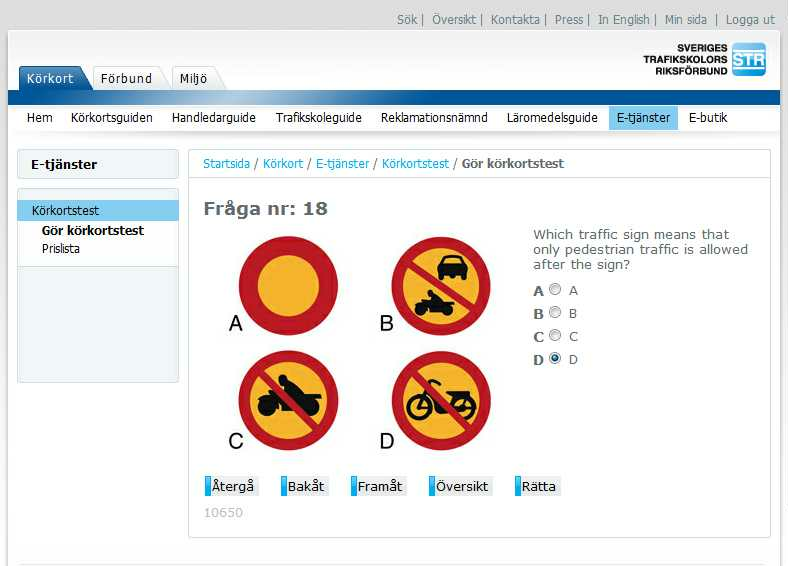 Sök | Översikt | Kontakta | Press | In English | Min sida | Logga ut
SVERIGES
TRAFIKSKOLORS
RIKSFÖRBUND
STR
Körkort Förbund Miljö
Hem Körkortsguiden Handledarguide Trafikskoleguide Reklamationsnämnd Läromedelsguide E-tjänster E-butik
E-tjänster
Körkortstest
Gör körkortstest
Prislista
Startsida / Körkort / E-tjänster / Körkortstest / Gör körkortstest
Fråga nr: 18
A
B
C
D
Which traffic sign means that
only pedestrian traffic is allowed
after the sign?
A A
B B
C C
D D
Återgå Bakåt Framåt Översikt Rätta
10650